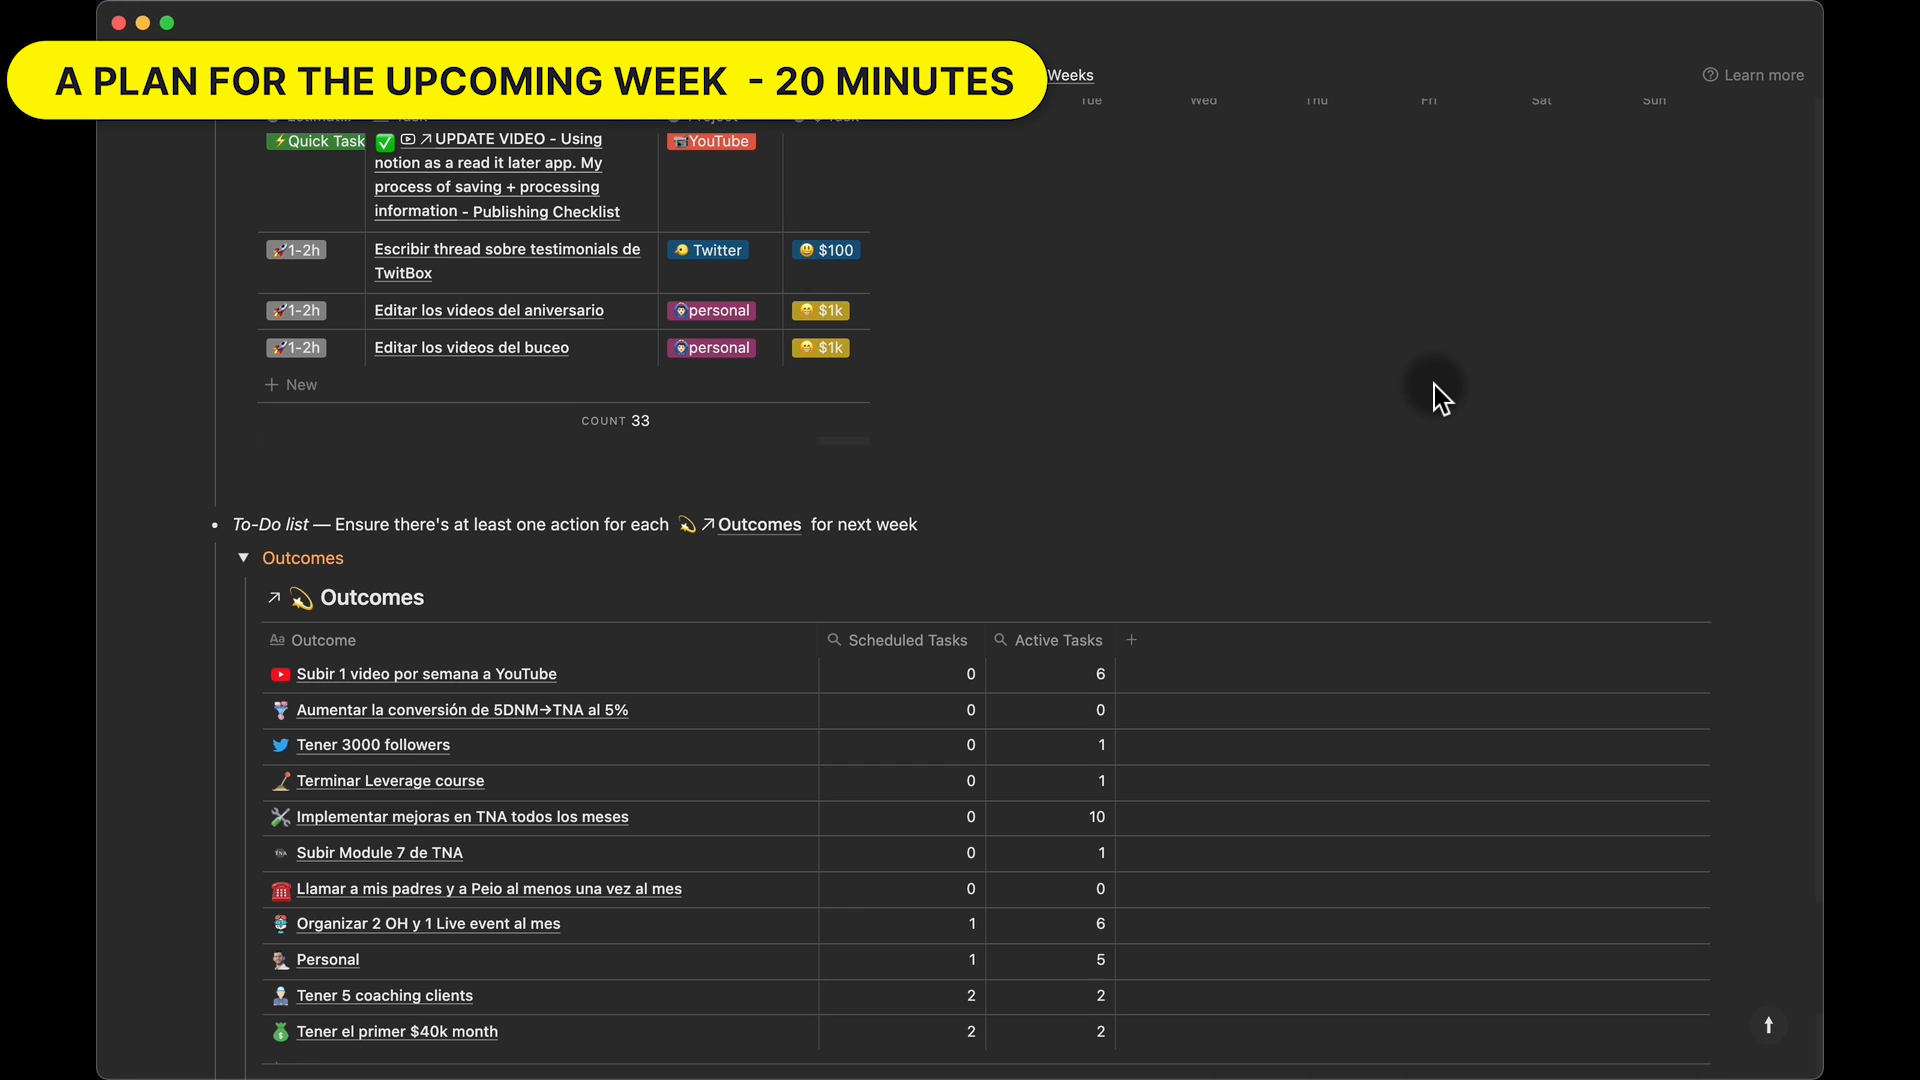 A PLAN FOR THE UPCOMING WEEK - 20 MINUTES
Weeks
Learn more
Tue Wed Thu Fri Sat Sun
⚡Quick Task
✅ ↗UPDATE VIDEO - Using
notion as a read it later app. My
process of saving + processing
information - Publishing Checklist
YouTube
🚀1-2h
Escribir thread sobre testimonials de
TwitBox
Twitter
$100
🚀1-2h Editar los videos del aniversario personal $1k
🚀1-2h Editar los videos del buceo personal $1k
+ New
COUNT 33
• To-Do list — Ensure there's at least one action for each 💫↗Outcomes for next week
▼ Outcomes
↗💫 Outcomes
Aa Outcome Scheduled Tasks Active Tasks +
Subir 1 video por semana a YouTube 0 6
Aumentar la conversión de 5DNM→TNA al 5% 0 0
Tener 3000 followers 0 1
Terminar Leverage course 0 1
Implementar mejoras en TNA todos los meses 0 10
Subir Module 7 de TNA 0 1
Llamar a mis padres y a Peio al menos una vez al mes 0 0
Organizar 2 OH y 1 Live event al mes 1 6
Personal 1 5
Tener 5 coaching clients 2 2
Tener el primer $40k month 2 2